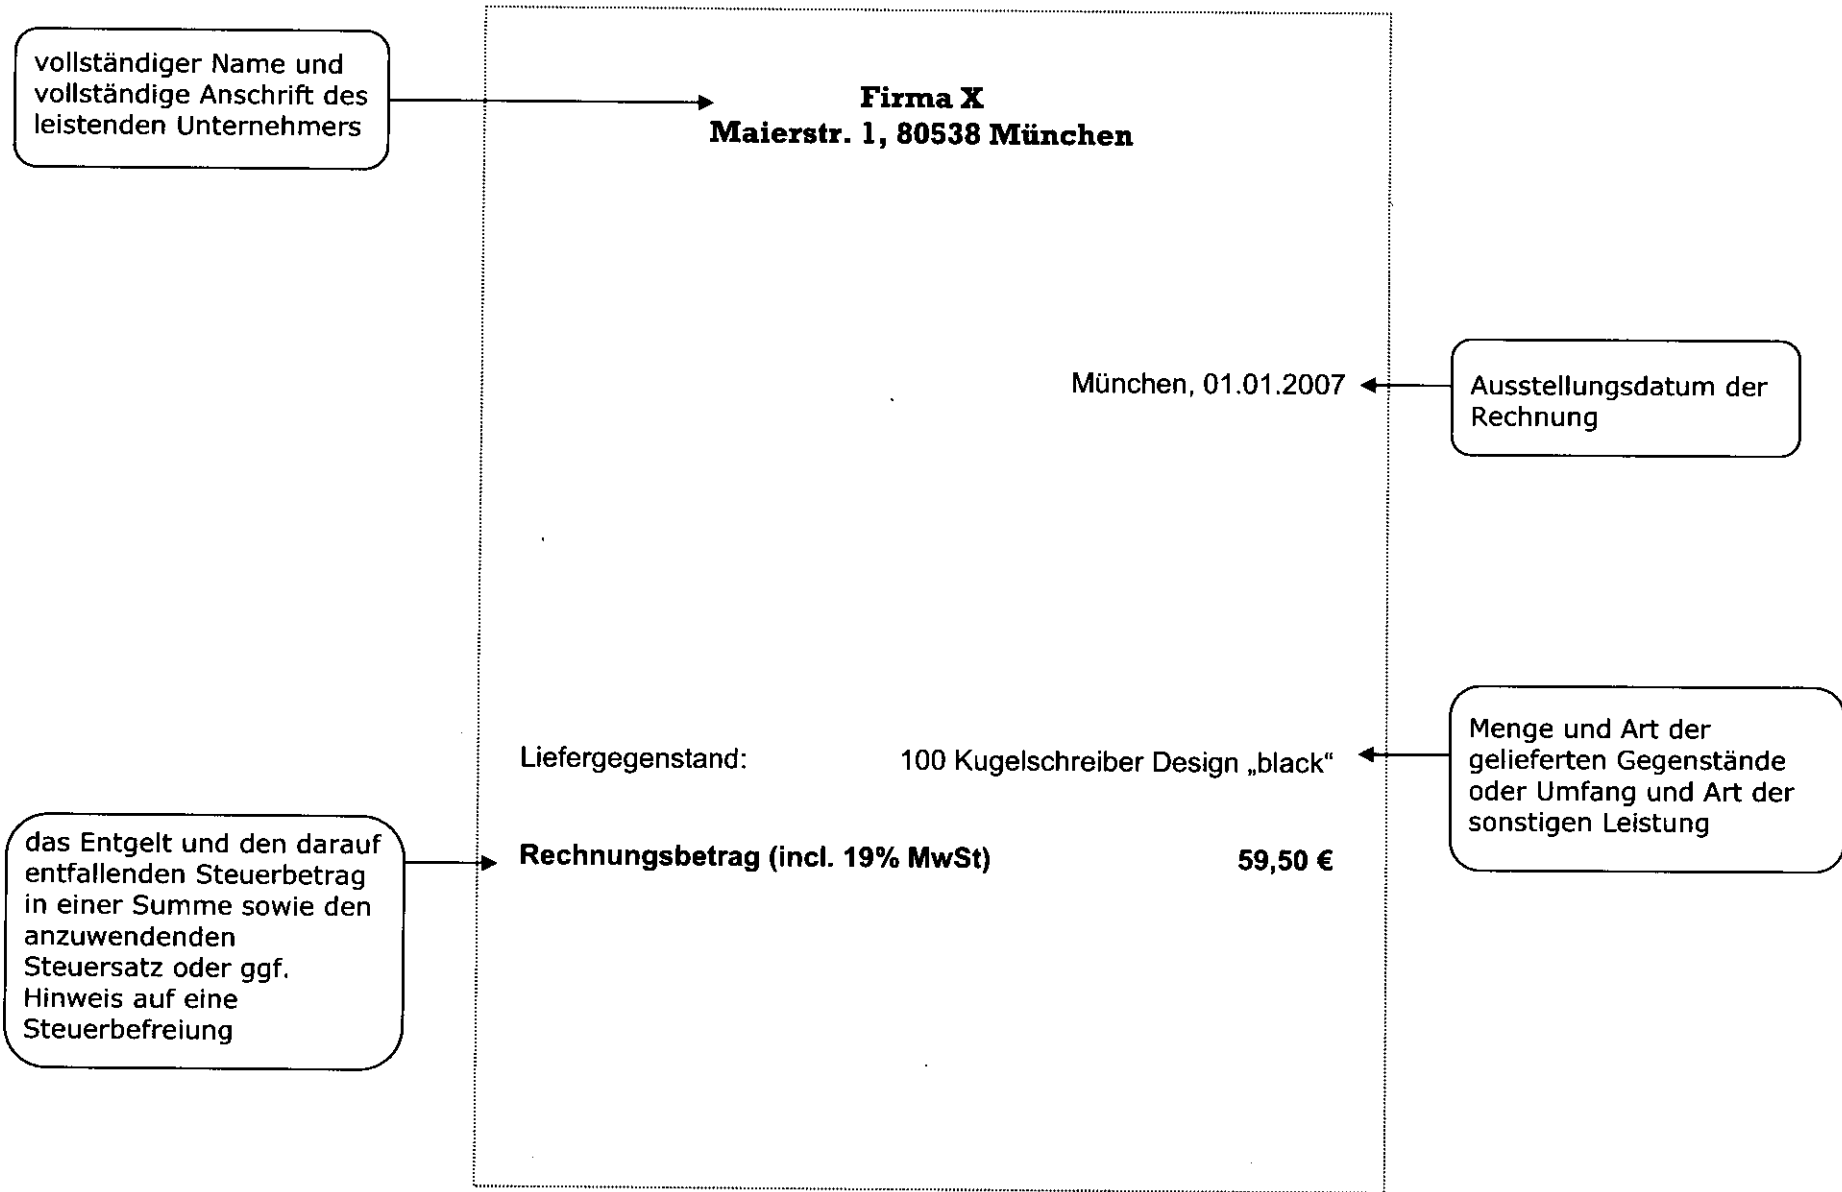 vollständiger Name und
vollständige Anschrift des
leistenden Unternehmers
Firma X
Maierstr. 1, 80538 München
München, 01.01.2007
Ausstellungsdatum der
Rechnung
Liefergegenstand: 100 Kugelschreiber Design „black“
Menge und Art der
gelieferten Gegenstände
oder Umfang und Art der
sonstigen Leistung
das Entgelt und den darauf
entfallenden Steuerbetrag
in einer Summe sowie den
anzuwendenden
Steuersatz oder ggf.
Hinweis auf eine
Steuerbefreiung
Rechnungsbetrag (incl. 19% MwSt) 59,50 €